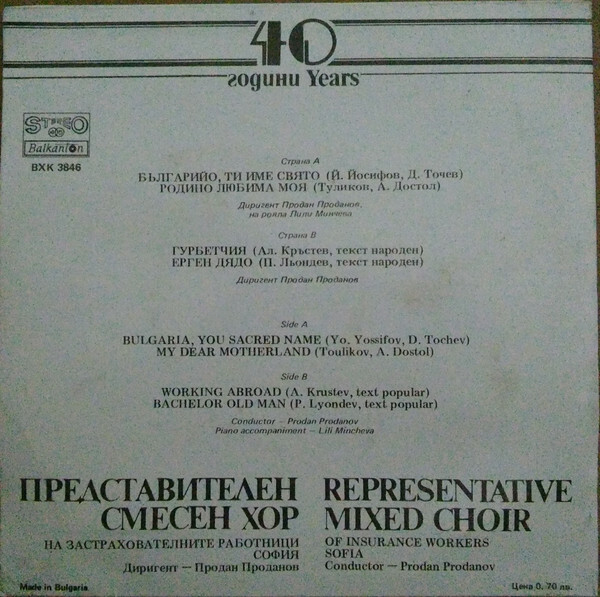 40
години Years
STEREO
Balkanton
ВХК 3846
Страна А
БЪЛГАРИЙО, ТИ ИМЕ СВЯТО (Й. Йосифов, Д. Точев)
РОДИНО ЛЮБИМА МОЯ (Туликов, А. Достол)
Диригент Продан Проданов,
на рояла Лили Минчева
Страна В
ГУРБЕТЧИЯ (Ал. Кръстев, текст народен)
ЕРГЕН ДЯДО (П. Льондев, текст народен)
Диригент Продан Проданов
Side A
BULGARIA, YOU SACRED NAME (Yo. Yossifov, D. Tochev)
MY DEAR MOTHERLAND (Toulikov, A. Dostol)
Side B
WORKING ABROAD (A. Krustev, text popular)
BACHELOR OLD MAN (P. Lyondev, text popular)
Conductor — Prodan Prodanov
Piano accompaniment — Lili Mincheva
ПРЕДСТАВИТЕЛЕН
СМЕСЕН ХОР
НА ЗАСТРАХОВАТЕЛНИТЕ РАБОТНИЦИ
СОФИЯ
Диригент — Продан Проданов
REPRESENTATIVE
MIXED CHOIR
OF INSURANCE WORKERS
SOFIA
Conductor — Prodan Prodanov
Made in Bulgaria
Цена 0,70 лв.